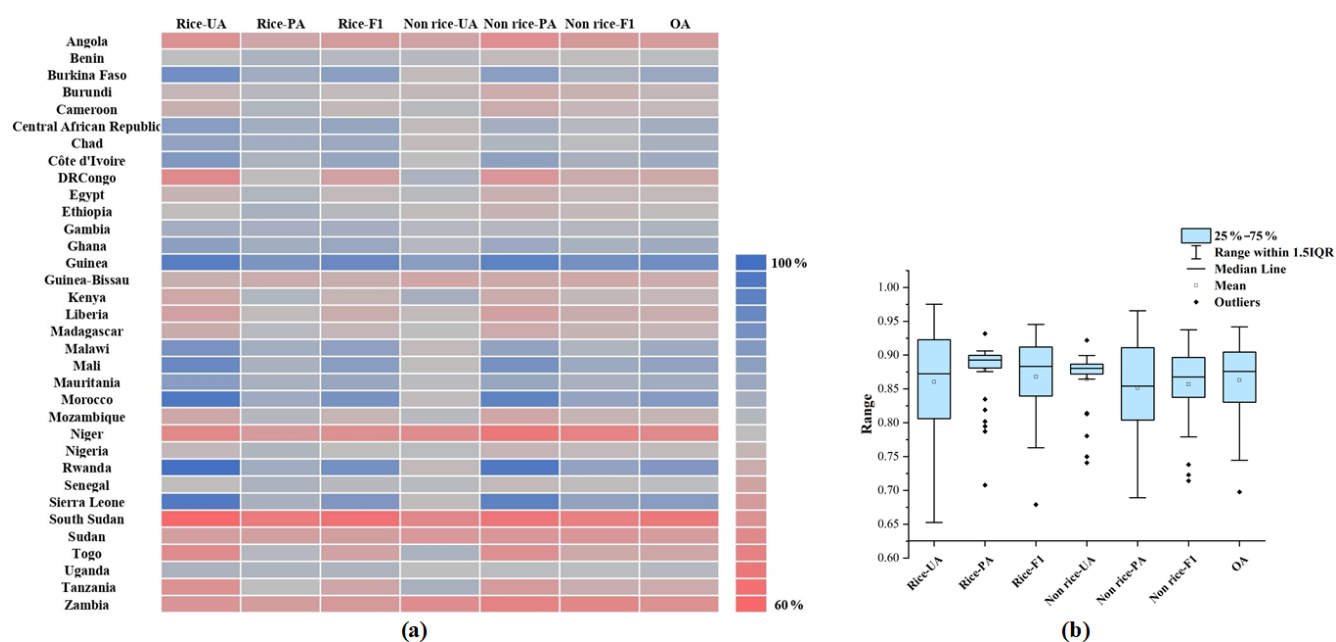 Rice-UA Rice-PA Rice-F1 Non rice-UA Non rice-PA Non rice-F1 OA
Angola
Benin
Burkina Faso
Burundi
Cameroon
Central African Republic
Chad
Côte d'Ivoire
DRCongo
Egypt
Ethiopia
Gambia
Ghana
Guinea
Guinea-Bissau
Kenya
Liberia
Madagascar
Malawi
Mali
Mauritania
Morocco
Mozambique
Niger
Nigeria
Rwanda
Senegal
Sierra Leone
South Sudan
Sudan
Togo
Uganda
Tanzania
Zambia
100 %
60 %
(a)
25 %–75 %
Range within 1.5IQR
Median Line
Mean
Outliers
Range
1.00
0.95
0.90
0.85
0.80
0.75
0.70
0.65
0.60
Rice-UA
Rice-PA
Rice-F1
Non rice-UA
Non rice-PA
Non rice-F1
OA
(b)